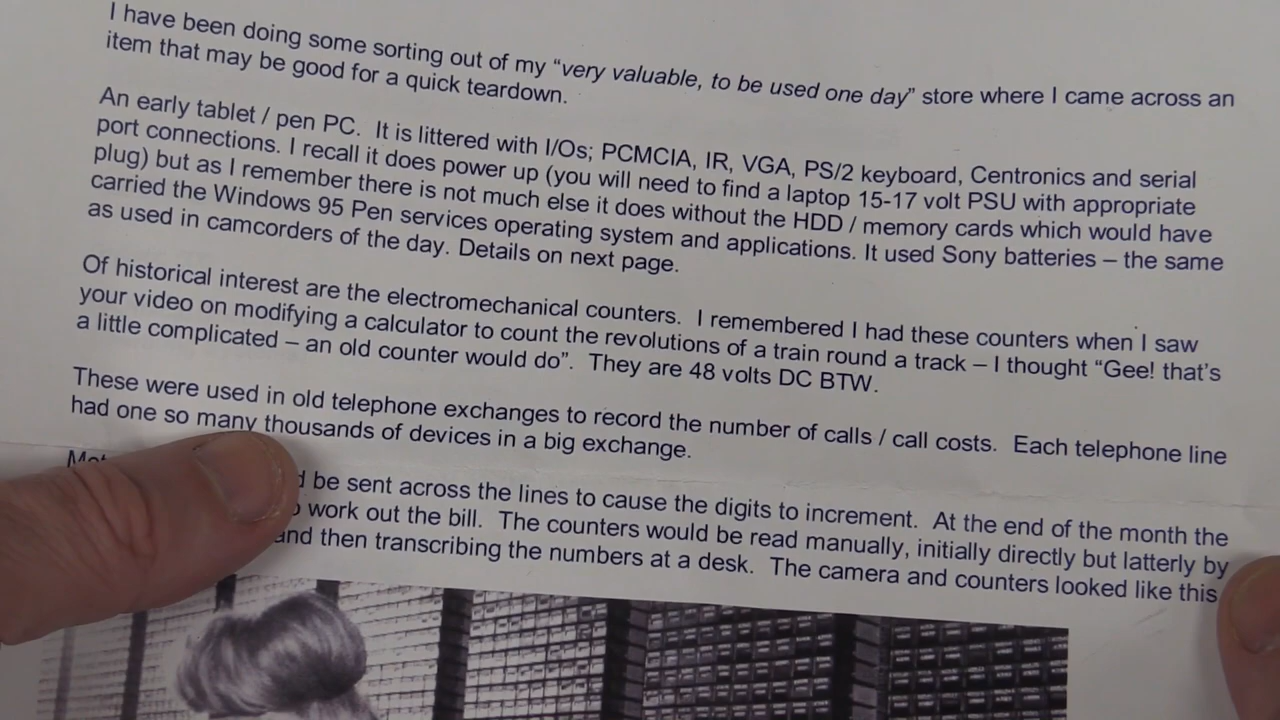 I have been doing some sorting out of my “very valuable, to be used one day” store where I came across an
item that may be good for a quick teardown.
An early tablet / pen PC. It is littered with I/Os; PCMCIA, IR, VGA, PS/2 keyboard, Centronics and serial
port connections. I recall it does power up (you will need to find a laptop 15-17 volt PSU with appropriate
plug) but as I remember there is not much else it does without the HDD / memory cards which would have
carried the Windows 95 Pen services operating system and applications. It used Sony batteries – the same
as used in camcorders of the day. Details on next page.
Of historical interest are the electromechanical counters. I remembered I had these counters when I saw
your video on modifying a calculator to count the revolutions of a train round a track – I thought “Gee! that’s
a little complicated – an old counter would do”. They are 48 volts DC BTW.
These were used in old telephone exchanges to record the number of calls / call costs. Each telephone line
had one so many thousands of devices in a big exchange.
be sent across the lines to cause the digits to increment. At the end of the month the
work out the bill. The counters would be read manually, initially directly but latterly by
and then transcribing the numbers at a desk. The camera and counters looked like this